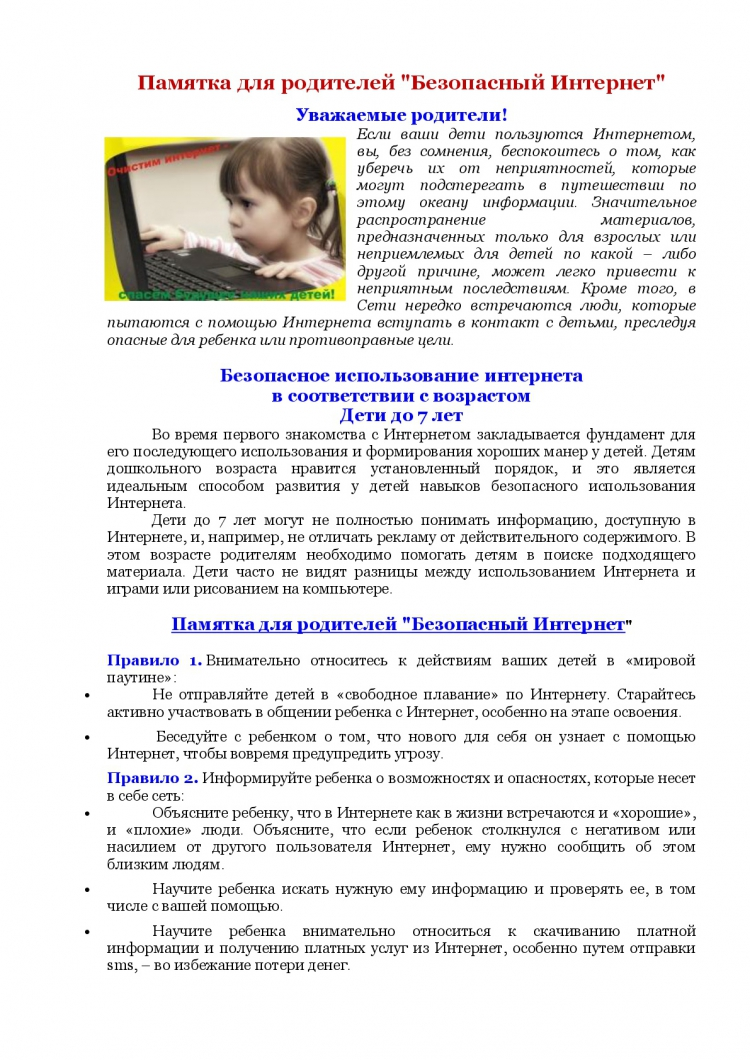 Памятка для родителей "Безопасный Интернет"
Уважаемые родители!
Очистим интернет -
спасем будущее наших детей!
Если ваши дети пользуются Интернетом,
вы, без сомнения, беспокоитесь о том, как
уберечь их от неприятностей, которые
могут подстерегать в путешествии по
этому океану информации. Значительное
распространение материалов,
предназначенных только для взрослых или
неприемлемых для детей по какой – либо
другой причине, может легко привести к
неприятным последствиям. Кроме того, в
Сети нередко встречаются люди, которые
пытаются с помощью Интернета вступать в контакт с детьми, преследуя
опасные для ребенка или противоправные цели.
Безопасное использование интернета
в соответствии с возрастом
Дети до 7 лет
Во время первого знакомства с Интернетом закладывается фундамент для
его последующего использования и формирования хороших манер у детей. Детям
дошкольного возраста нравится установленный порядок, и это является
идеальным способом развития у детей навыков безопасного использования
Интернета.
Дети до 7 лет могут не полностью понимать информацию, доступную в
Интернете, и, например, не отличать рекламу от действительного содержимого. В
этом возрасте родителям необходимо помогать детям в поиске подходящего
материала. Дети часто не видят разницы между использованием Интернета и
играми или рисованием на компьютере.
Памятка для родителей "Безопасный Интернет"
Правило 1. Внимательно относитесь к действиям ваших детей в «мировой
паутине»:
• Не отправляйте детей в «свободное плавание» по Интернету. Старайтесь
активно участвовать в общении ребенка с Интернет, особенно на этапе освоения.
• Беседуйте с ребенком о том, что нового для себя он узнает с помощью
Интернет, чтобы вовремя предупредить угрозу.
Правило 2. Информируйте ребенка о возможностях и опасностях, которые несет
в себе сеть:
• Объясните ребенку, что в Интернете как в жизни встречаются и «хорошие»,
и «плохие» люди. Объясните, что если ребенок столкнулся с негативом или
насилием от другого пользователя Интернет, ему нужно сообщить об этом
близким людям.
• Научите ребенка искать нужную ему информацию и проверять ее, в том
числе с вашей помощью.
• Научите ребенка внимательно относиться к скачиванию платной
информации и получению платных услуг из Интернет, особенно путем отправки
sms, – во избежание потери денег.